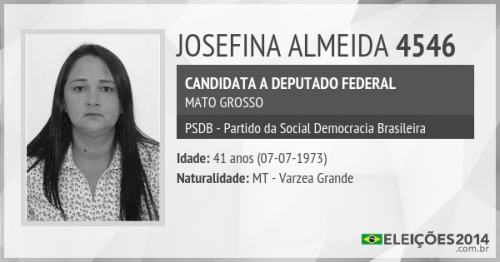 JOSEFINA ALMEIDA 4546
CANDIDATA A DEPUTADO FEDERAL
MATO GROSSO
PSDB - Partido da Social Democracia Brasileira
Idade: 41 anos (07-07-1973)
Naturalidade: MT - Varzea Grande
ELEIÇÕES2014
.com.br